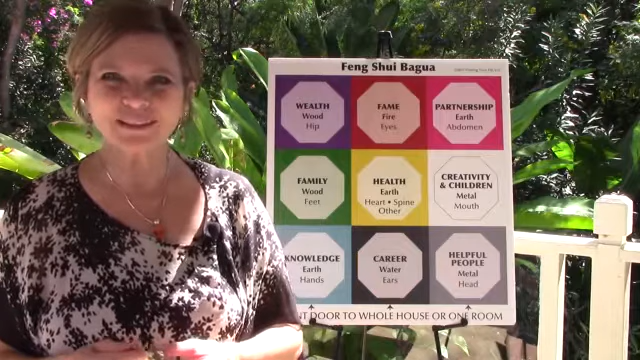 Feng Shui Bagua
WEALTH
Wood
Hip
FAME
Fire
Eyes
PARTNERSHIP
Earth
Abdomen
FAMILY
Wood
Feet
HEALTH
Earth
Heart • Spine
Other
CREATIVITY
& CHILDREN
Metal
Mouth
KNOWLEDGE
Earth
Hands
CAREER
Water
Ears
HELPFUL
PEOPLE
Metal
Head
DOOR TO WHOLE HOUSE OR ONE ROOM